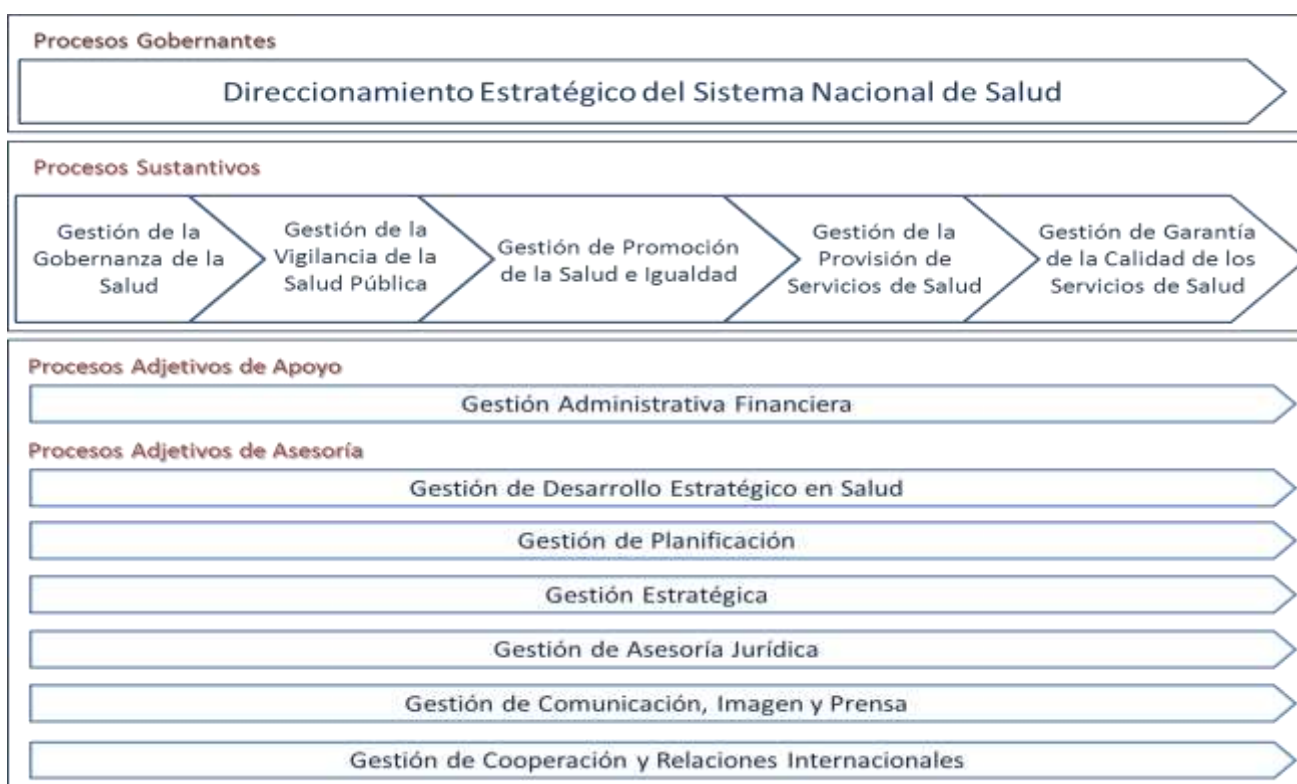 Procesos Gobernantes
Direccionamiento Estratégico del Sistema Nacional de Salud
Procesos Sustantivos
Gestión de la
Gobernanza de la
Salud
Gestión de la
Vigilancia de la
Salud Pública
Gestión de Promoción
de la Salud e Igualdad
Gestión de la
Provisión de
Servicios de Salud
Gestión de Garantía
de la Calidad de los
Servicios de Salud
Procesos Adjetivos de Apoyo
Gestión Administrativa Financiera
Procesos Adjetivos de Asesoría
Gestión de Desarrollo Estratégico en Salud
Gestión de Planificación
Gestión Estratégica
Gestión de Asesoría Jurídica
Gestión de Comunicación, Imagen y Prensa
Gestión de Cooperación y Relaciones Internacionales